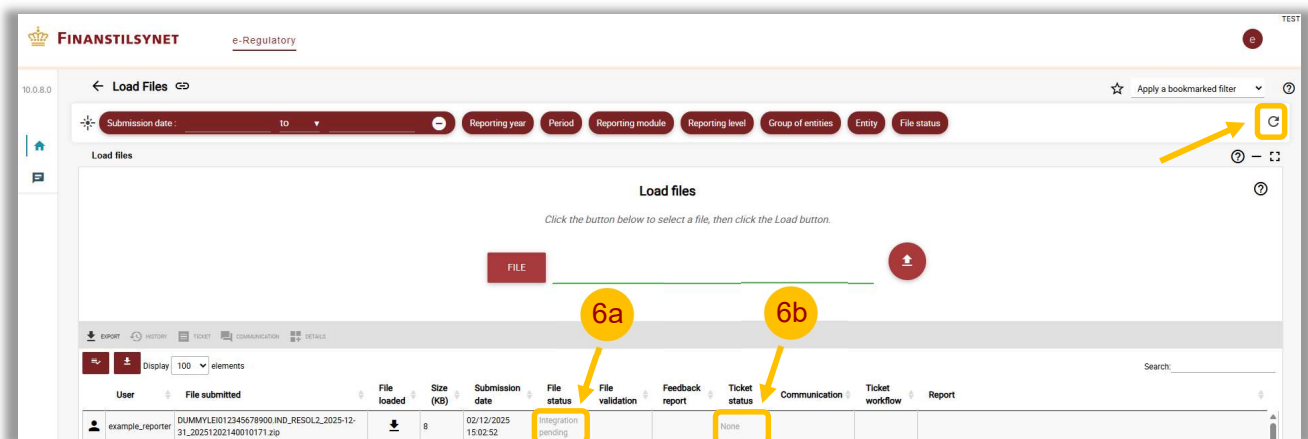 TEST
FINANSTILSYNET
e-Regulatory
e
10.0.8.0
Load Files
Apply a bookmarked filter
Submission date :
to
Reporting year
Period
Reporting module
Reporting level
Group of entities
Entity
File status
Load files
Load files
Click the button below to select a file, then click the Load button.
FILE
6a
6b
EXPORT
HISTORY
TICKET
COMMUNICATION
DETAILS
Display 100 elements
Search:
User
File submitted
File loaded
Size (KB)
Submission date
File status
File validation
Feedback report
Ticket status
Communication
Ticket workflow
Report
example_reporter
DUMMYLEI012345678900.IND_RESOL2_2025-12-
31_20251202140010171.zip
8
02/12/2025
15:02:52
Integration
pending
None